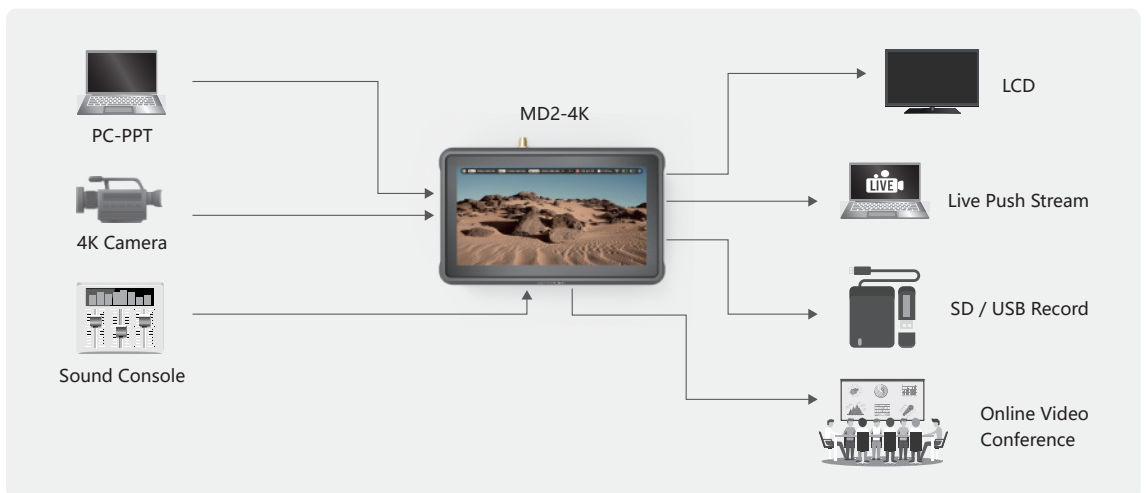 MD2-4K
PC-PPT
4K Camera
Sound Console
LCD
LIVE
Live Push Stream
SD / USB Record
Online Video
Conference